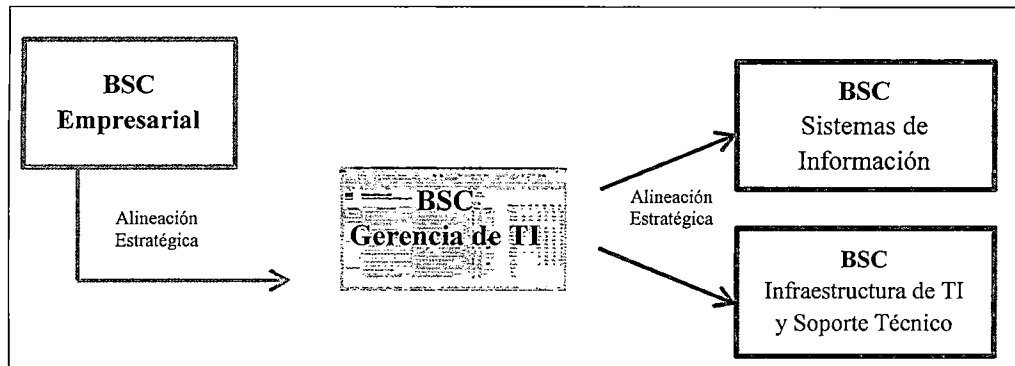 BSC
Empresarial
Alineación
Estratégica
BSC
Gerencia de TI
Alineación
Estratégica
BSC
Sistemas de
Información
BSC
Infraestructura de TI
y Soporte Técnico